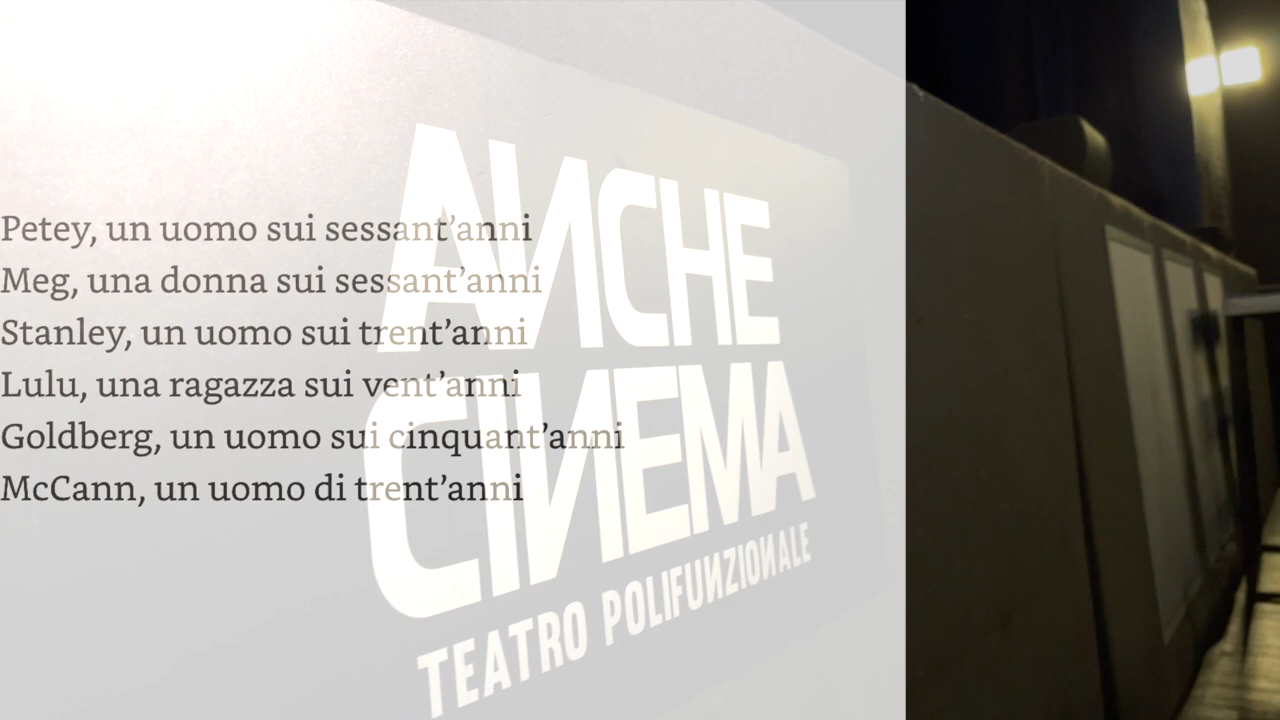 Petey, un uomo sui sessant’anni
Meg, una donna sui sessant’anni
Stanley, un uomo sui trent’anni
Lulu, una ragazza sui vent’anni
Goldberg, un uomo sui cinquant’anni
McCann, un uomo di trent’anni
ANCHE
CINEMA
TEATRO POLIFUNZIONALE